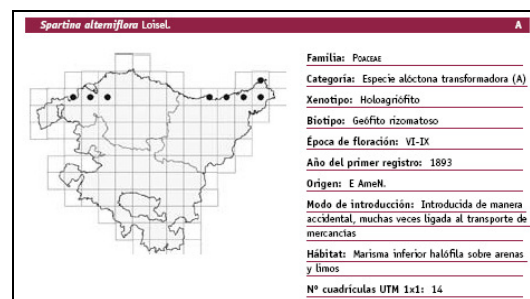 Spartina alterniflora Loisel. A
Familia: POACEAE
Categoría: Especie alóctona transformadora (A)
Xenotipo: Holoagriófito
Biotipo: Geófito rizomatoso
Época de floración: VI-IX
Año del primer registro: 1893
Origen: E AmeN.
Modo de introducción: Introducida de manera
accidental, muchas veces ligada al transporte de
mercancías
Hábitat: Marisma inferior halófila sobre arenas
y limos
Nº cuadrículas UTM 1x1: 14